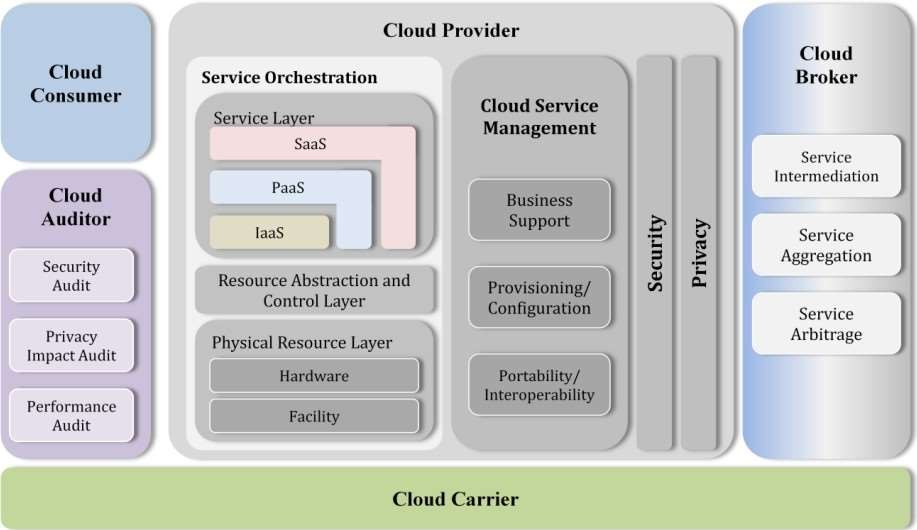 Cloud
Consumer
Cloud
Auditor
Security
Audit
Privacy
Impact Audit
Performance
Audit
Cloud Provider
Service Orchestration
Service Layer
SaaS
PaaS
IaaS
Resource Abstraction and
Control Layer
Physical Resource Layer
Hardware
Facility
Cloud Service
Management
Business
Support
Provisioning/
Configuration
Portability/
Interoperability
Security
Privacy
Cloud
Broker
Service
Intermediation
Service
Aggregation
Service
Arbitrage
Cloud Carrier